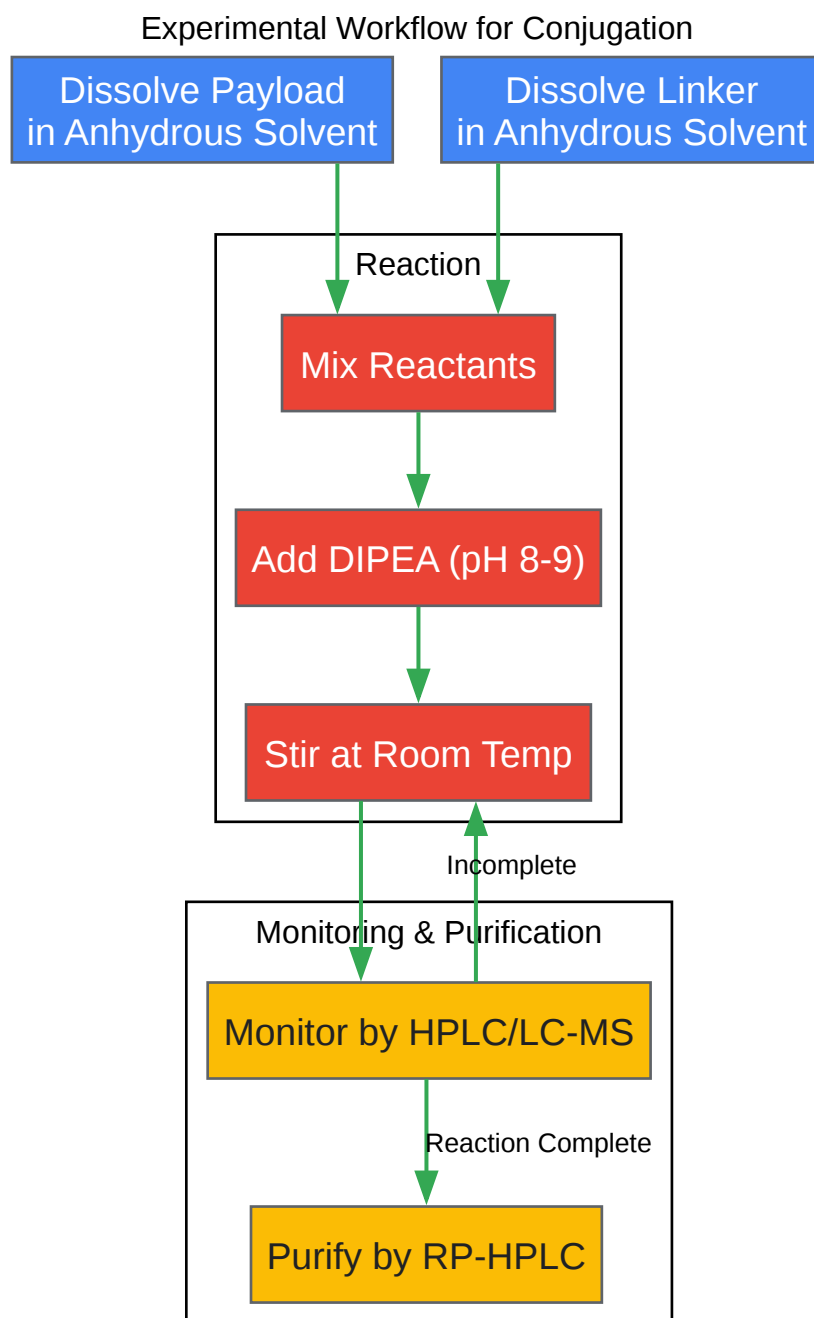 Experimental Workflow for Conjugation
Dissolve Payload
in Anhydrous Solvent
Dissolve Linker
in Anhydrous Solvent
Reaction
Mix Reactants
Add DIPEA (pH 8-9)
Stir at Room Temp
Incomplete
Monitoring & Purification
Monitor by HPLC/LC-MS
Reaction Complete
Purify by RP-HPLC